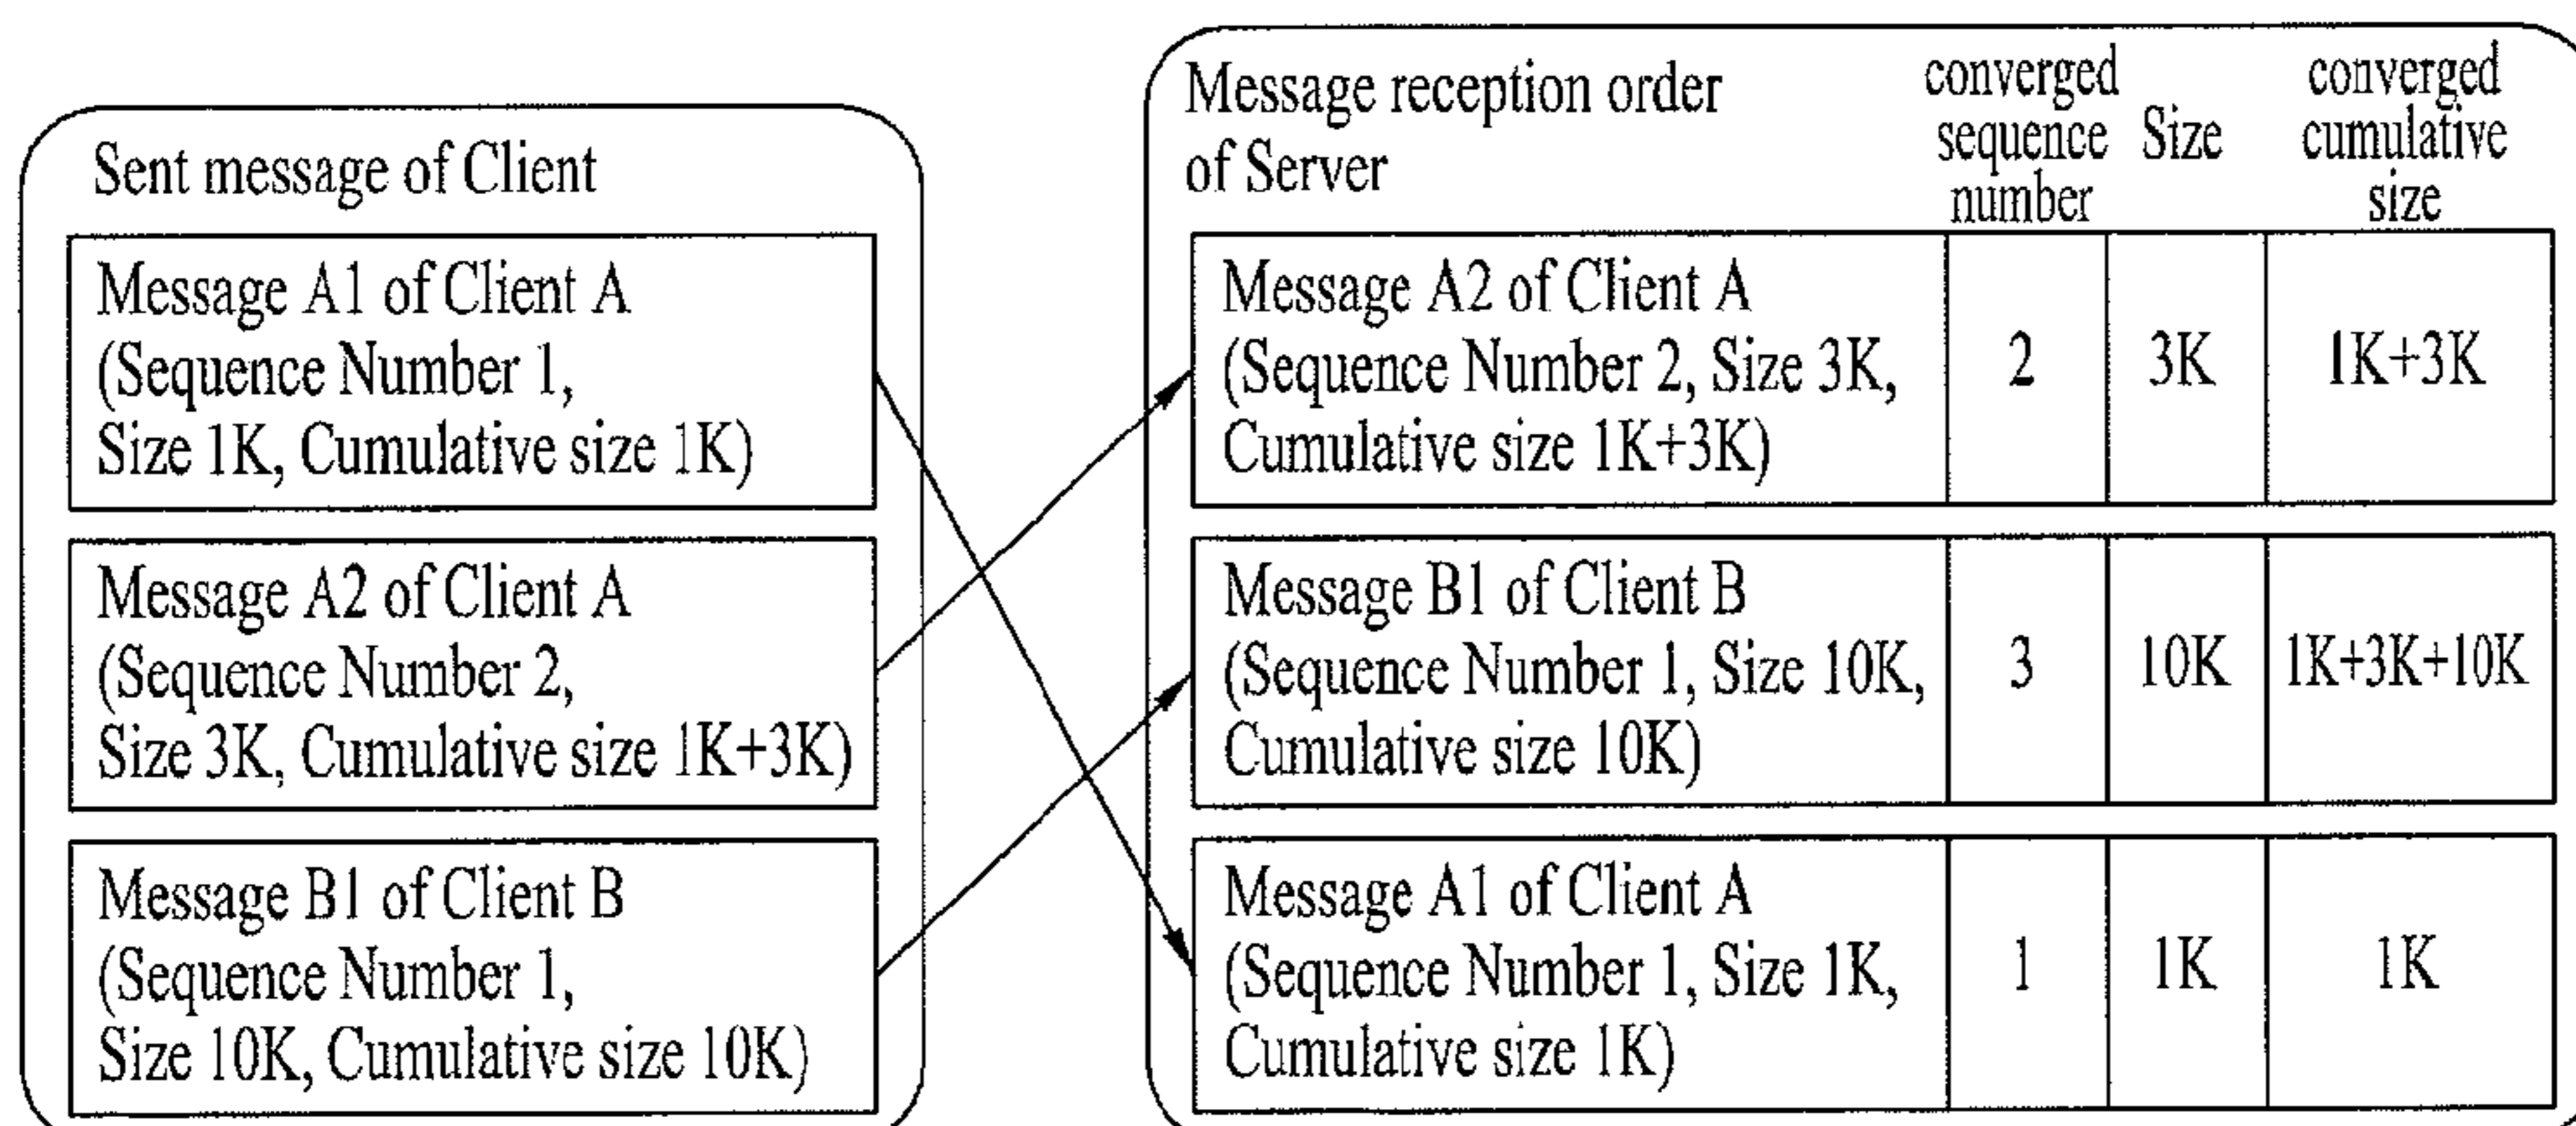 Sent message of Client
Message A1 of Client A
(Sequence Number 1,
Size 1K, Cumulative size 1K)
Message A2 of Client A
(Sequence Number 2,
Size 3K, Cumulative size 1K+3K)
Message B1 of Client B
(Sequence Number 1,
Size 10K, Cumulative size 10K)
Message reception order
of Server
converged
sequence
number
Size
converged
cumulative
size
Message A2 of Client A
(Sequence Number 2, Size 3K,
Cumulative size 1K+3K)
2
3K
1K+3K
Message B1 of Client B
(Sequence Number 1, Size 10K,
Cumulative size 10K)
3
10K
1K+3K+10K
Message A1 of Client A
(Sequence Number 1, Size 1K,
Cumulative size 1K)
1
1K
1K